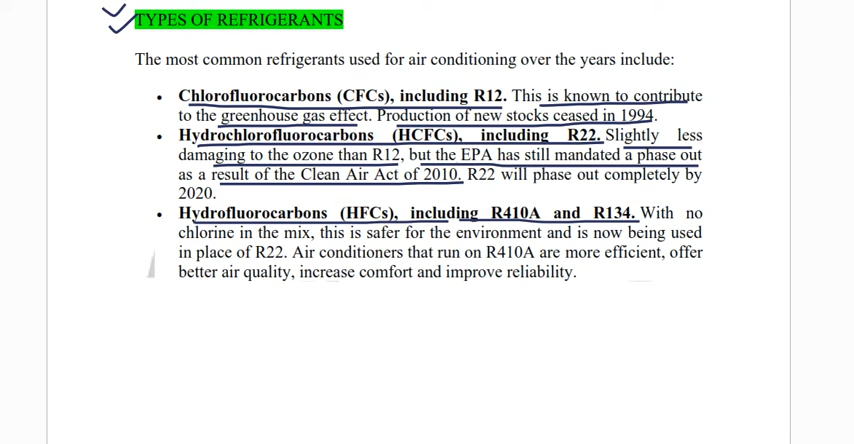 TYPES OF REFRIGERANTS
The most common refrigerants used for air conditioning over the years include:
• Chlorofluorocarbons (CFCs), including R12. This is known to contribute
to the greenhouse gas effect. Production of new stocks ceased in 1994.
• Hydrochlorofluorocarbons (HCFCs), including R22. Slightly less
damaging to the ozone than R12, but the EPA has still mandated a phase out
as a result of the Clean Air Act of 2010. R22 will phase out completely by
2020.
• Hydrofluorocarbons (HFCs), including R410A and R134. With no
chlorine in the mix, this is safer for the environment and is now being used
in place of R22. Air conditioners that run on R410A are more efficient, offer
better air quality, increase comfort and improve reliability.